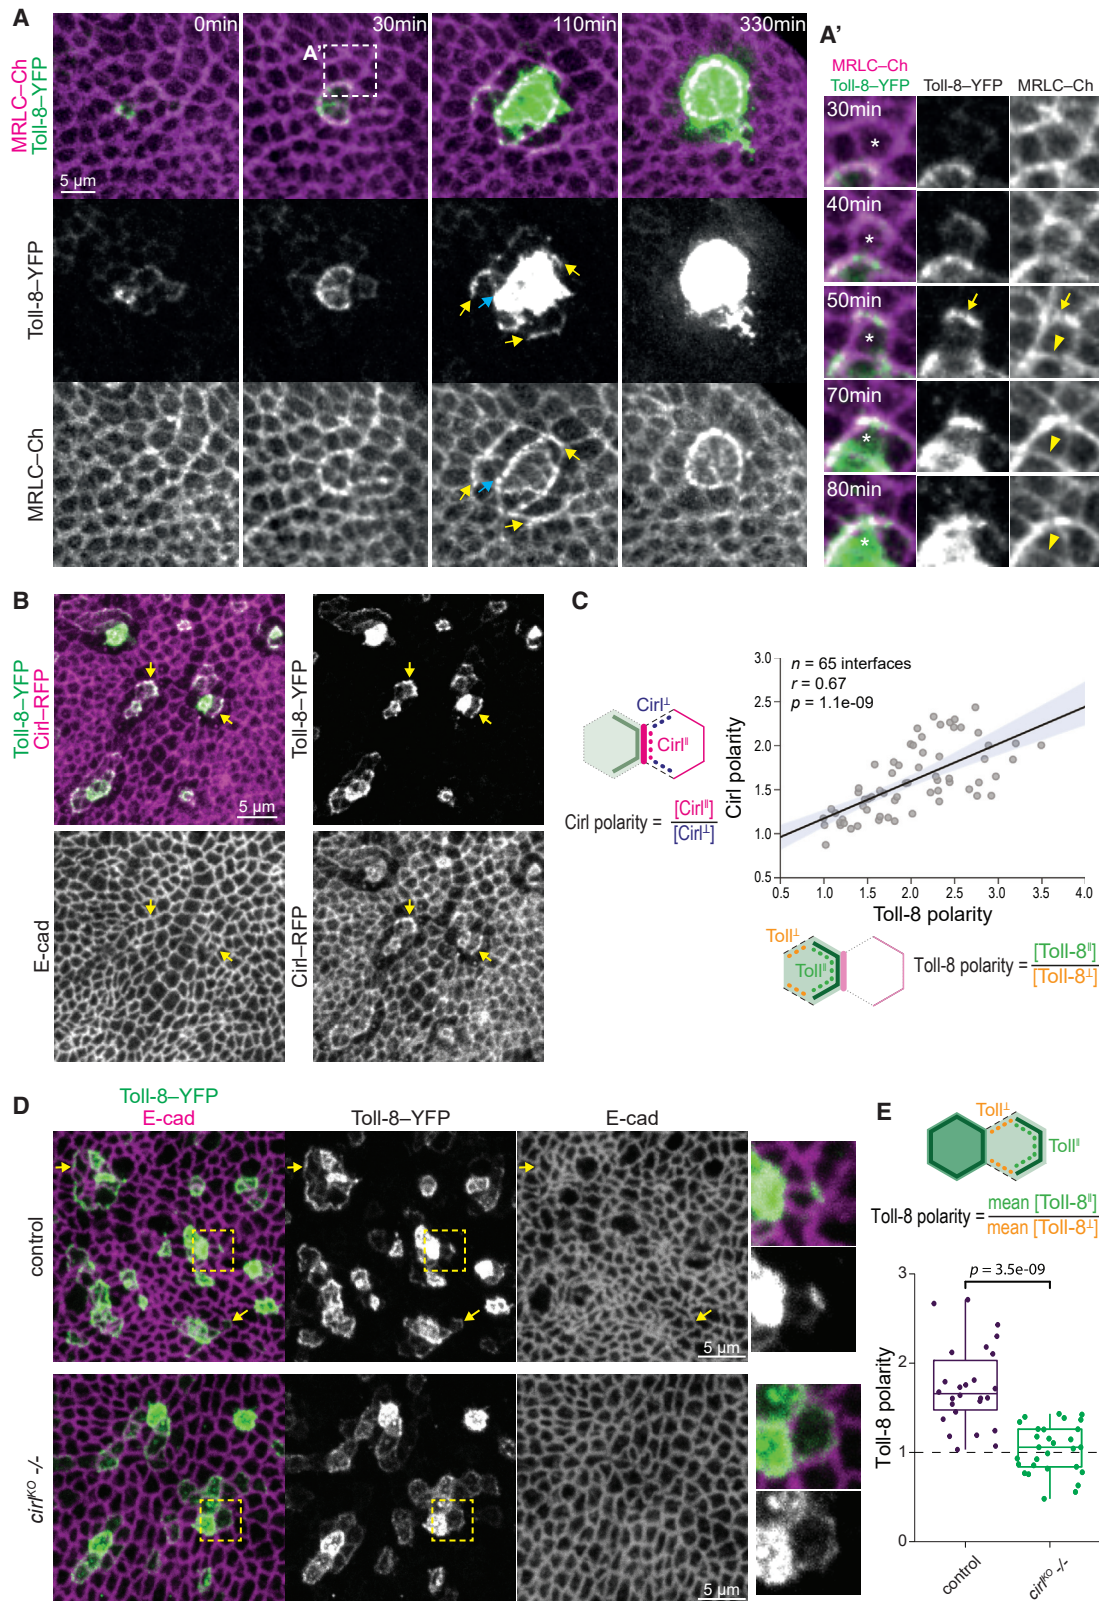 A
0min
30min
110min
330min
A'
MRLC–Ch
Toll-8–YFP
5 µm
Toll-8–YFP
MRLC–Ch
A'
MRLC–Ch
Toll-8–YFP
Toll-8–YFP
MRLC–Ch
30min
*
40min
*
50min
*
70min
*
80min
*
B
Toll-8–YFP
Cirl–RFP
5 µm
Toll-8–YFP
E-cad
Cirl–RFP
C
Cirl⊥
Cirl||
Cirl polarity = [Cirl||]
[Cirl⊥]
n = 65 interfaces
r = 0.67
p = 1.1e-09
Cirl polarity
3.0
2.5
2.0
1.5
1.0
0.5
0.5 1.0 1.5 2.0 2.5 3.0 3.5 4.0
Toll-8 polarity
Toll⊥
Toll||
Toll-8 polarity = [Toll-8||]
[Toll-8⊥]
D
Toll-8–YFP
E-cad
Toll-8–YFP
E-cad
control
5 µm
cirlKO -/-
5 µm
E
Toll⊥
Toll||
Toll-8 polarity = mean [Toll-8||]
mean [Toll-8⊥]
p = 3.5e-09
Toll-8 polarity
3
2
1
0
control
cirlKO -/-